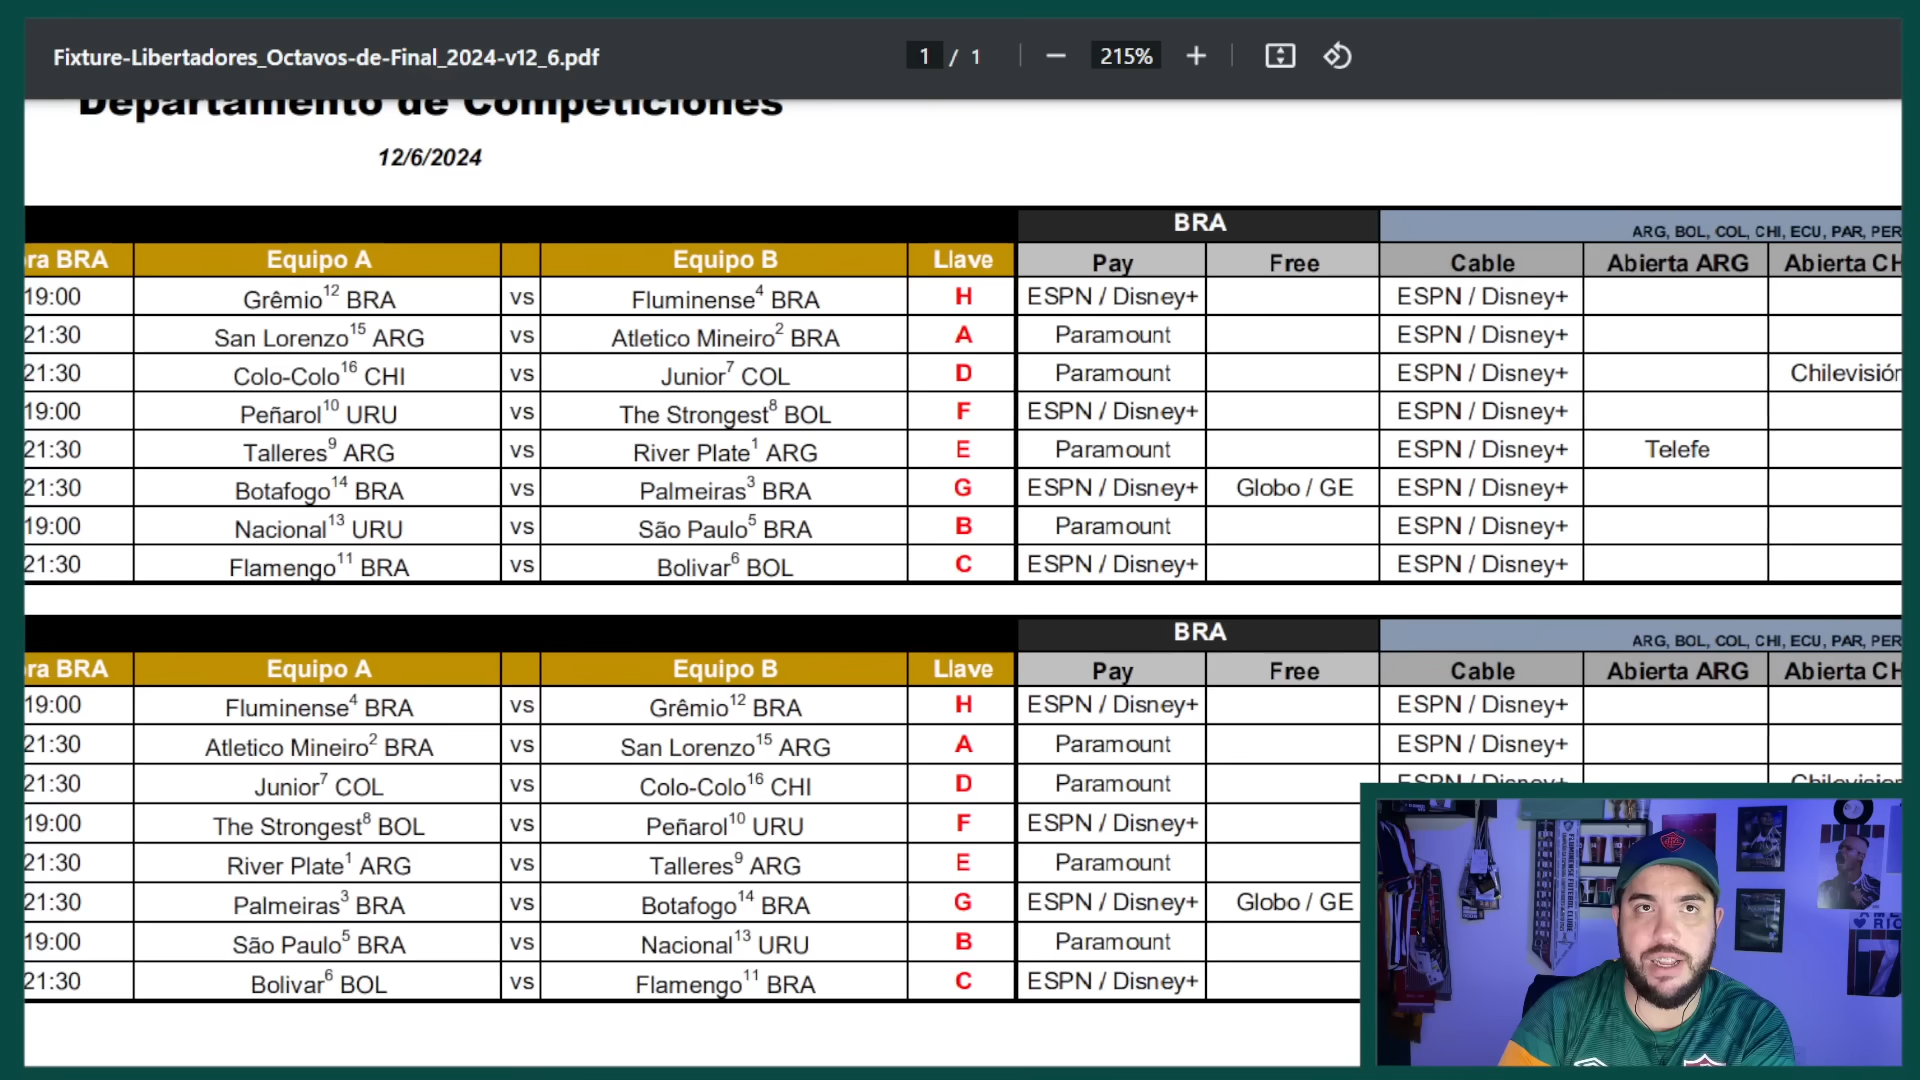 Fixture-Libertadores_Octavos-de-Final_2024-v12_6.pdf 1 / 1 — 215% +
Departamento de Competiciones
12/6/2024
BRA ARG, BOL, COL, CHI, ECU, PAR, PER
ra BRA Equipo A Equipo B Llave Pay Free Cable Abierta ARG Abierta CH
19:00 Grêmio12 BRA vs Fluminense4 BRA H ESPN / Disney+ ESPN / Disney+
21:30 San Lorenzo15 ARG vs Atletico Mineiro2 BRA A Paramount ESPN / Disney+
21:30 Colo-Colo16 CHI vs Junior7 COL D Paramount ESPN / Disney+ Chilevisión
19:00 Peñarol10 URU vs The Strongest8 BOL F ESPN / Disney+ ESPN / Disney+
21:30 Talleres9 ARG vs River Plate1 ARG E Paramount ESPN / Disney+ Telefe
21:30 Botafogo14 BRA vs Palmeiras3 BRA G ESPN / Disney+ Globo / GE ESPN / Disney+
19:00 Nacional13 URU vs São Paulo5 BRA B Paramount ESPN / Disney+
21:30 Flamengo11 BRA vs Bolivar6 BOL C ESPN / Disney+ ESPN / Disney+
BRA ARG, BOL, COL, CHI, ECU, PAR, PER
ra BRA Equipo A Equipo B Llave Pay Free Cable Abierta ARG Abierta CH
19:00 Fluminense4 BRA vs Grêmio12 BRA H ESPN / Disney+ ESPN / Disney+
21:30 Atletico Mineiro2 BRA vs San Lorenzo15 ARG A Paramount ESPN / Disney+
21:30 Junior7 COL vs Colo-Colo16 CHI D Paramount ESPN / Disney+
19:00 The Strongest8 BOL vs Peñarol10 URU F ESPN / Disney+
21:30 River Plate1 ARG vs Talleres9 ARG E Paramount
21:30 Palmeiras3 BRA vs Botafogo14 BRA G ESPN / Disney+ Globo / GE
19:00 São Paulo5 BRA vs Nacional13 URU B Paramount
21:30 Bolivar6 BOL vs Flamengo11 BRA C ESPN / Disney+